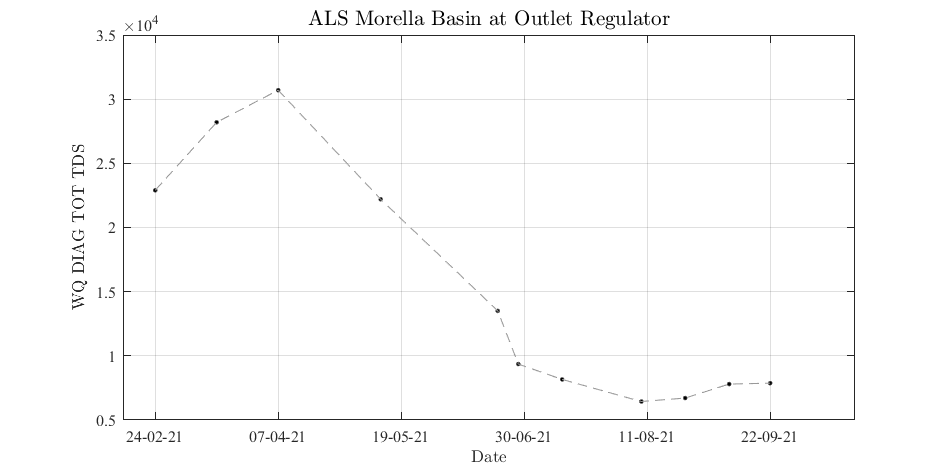 ALS Morella Basin at Outlet Regulator
×10⁴
3.5
3
2.5
2
1.5
1
0.5
WQ DIAG TOT TDS
24-02-21 07-04-21 19-05-21 30-06-21 11-08-21 22-09-21
Date